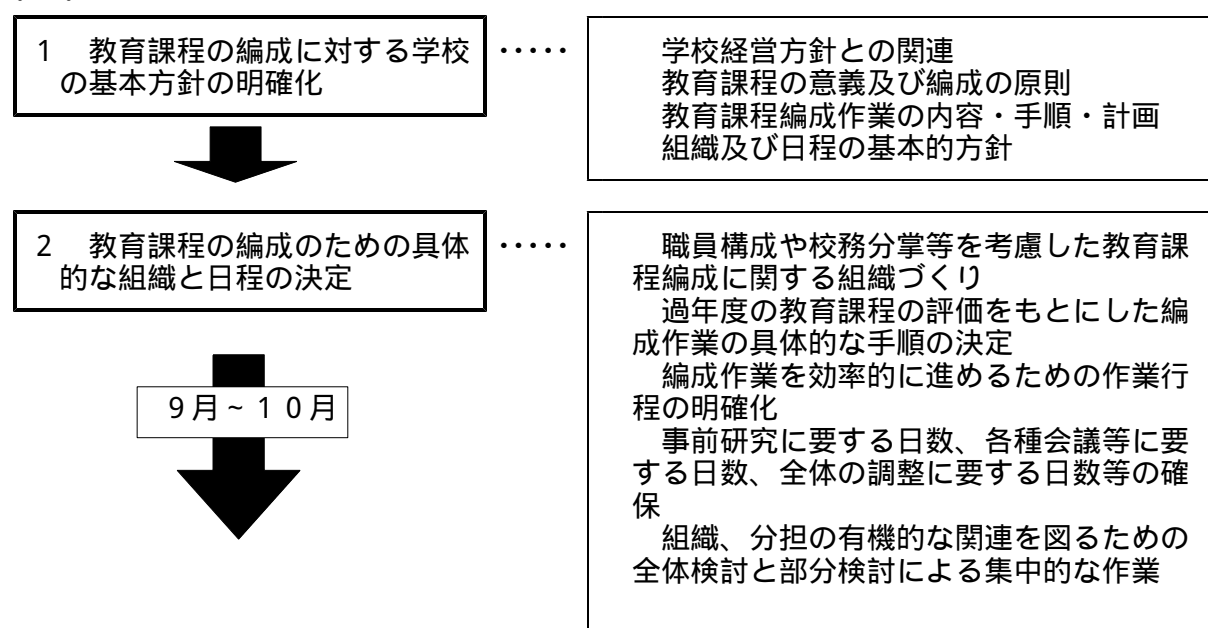 1　教育課程の編成に対する学校
の基本方針の明確化
・・・・・
学校経営方針との関連
教育課程の意義及び編成の原則
教育課程編成作業の内容・手順・計画
組織及び日程の基本的方針
2　教育課程の編成のための具体
的な組織と日程の決定
・・・・・
職員構成や校務分掌等を考慮した教育課
程編成に関する組織づくり
過年度の教育課程の評価をもとにした編
成作業の具体的な手順の決定
編成作業を効率的に進めるための作業行
程の明確化
事前研究に要する日数、各種会議等に要
する日数、全体の調整に要する日数等の確
保
組織、分担の有機的な関連を図るための
全体検討と部分検討による集中的な作業
9月~10月